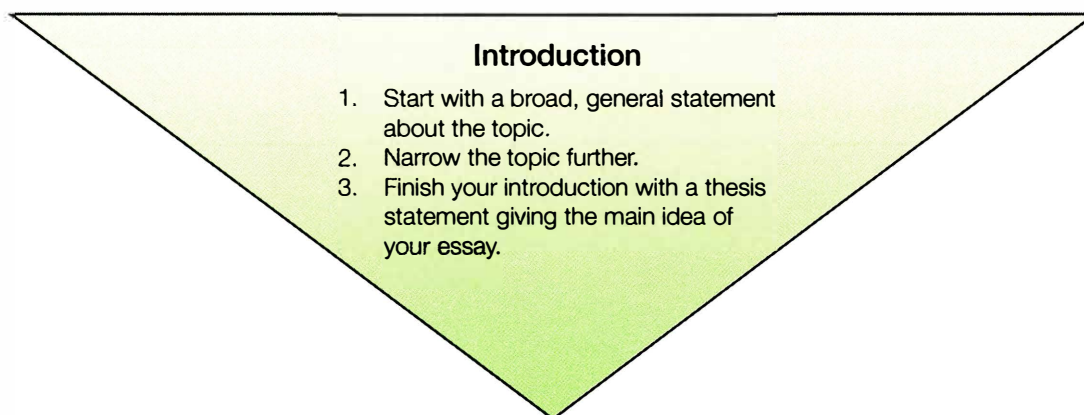 Introduction
1. Start with a broad, general statement
about the topic.
2. Narrow the topic further.
3. Finish your introduction with a thesis
statement giving the main idea of
your essay.